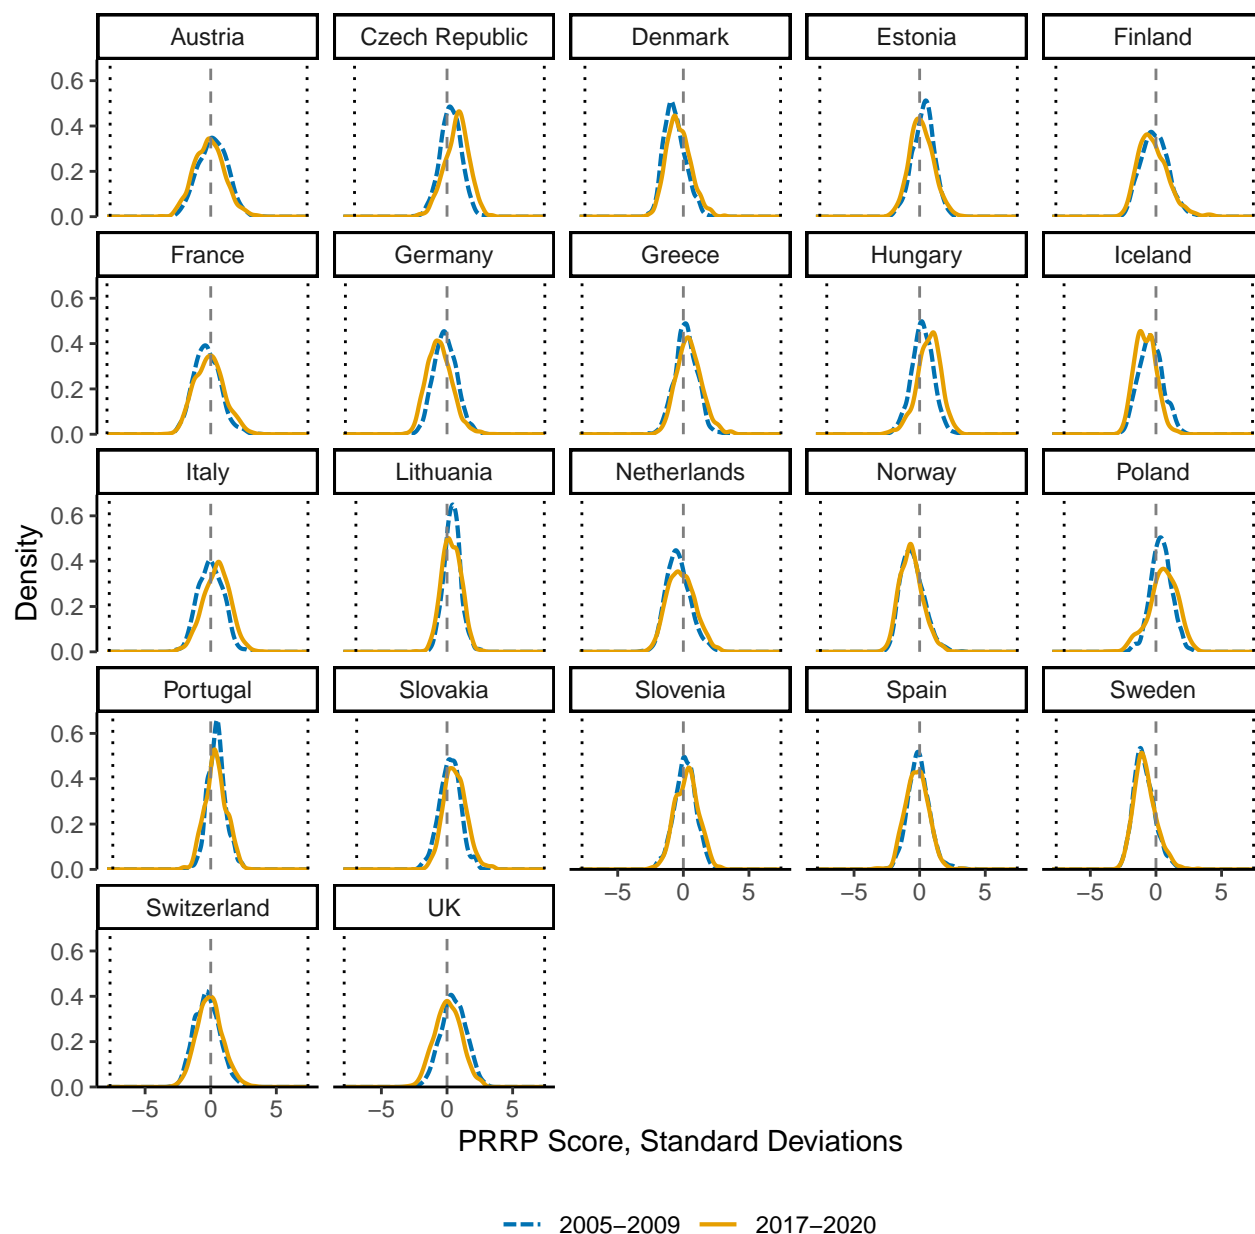 Austria Czech Republic Denmark Estonia Finland
0.6
0.4
0.2
0.0
France Germany Greece Hungary Iceland
0.6
0.4
0.2
0.0
Italy Lithuania Netherlands Norway Poland
0.6
0.4
0.2
0.0
Density
Portugal Slovakia Slovenia Spain Sweden
0.6
0.4
0.2
0.0
−5 0 5 −5 0 5 −5 0 5
Switzerland UK
0.6
0.4
0.2
0.0
−5 0 5 −5 0 5
PRRP Score, Standard Deviations
2005−2009 2017−2020